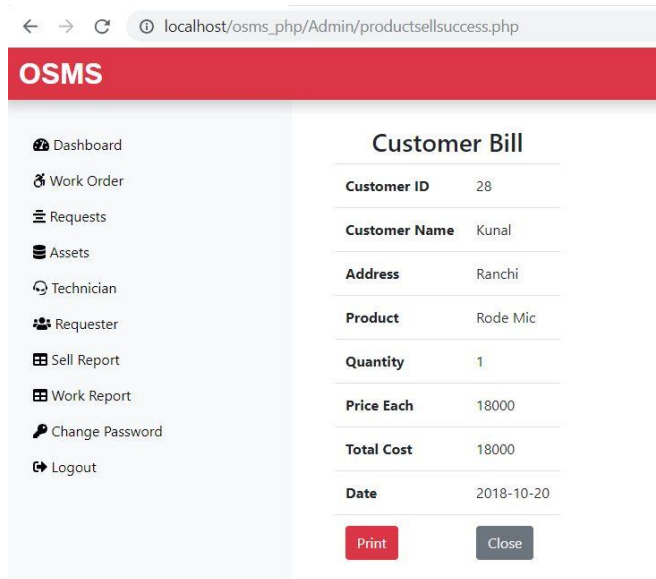 localhost/osms_php/Admin/productsellsuccess.php
OSMS
Dashboard
Work Order
Requests
Assets
Technician
Requester
Sell Report
Work Report
Change Password
Logout
Customer Bill
Customer ID 28
Customer Name Kunal
Address Ranchi
Product Rode Mic
Quantity 1
Price Each 18000
Total Cost 18000
Date 2018-10-20
Print Close